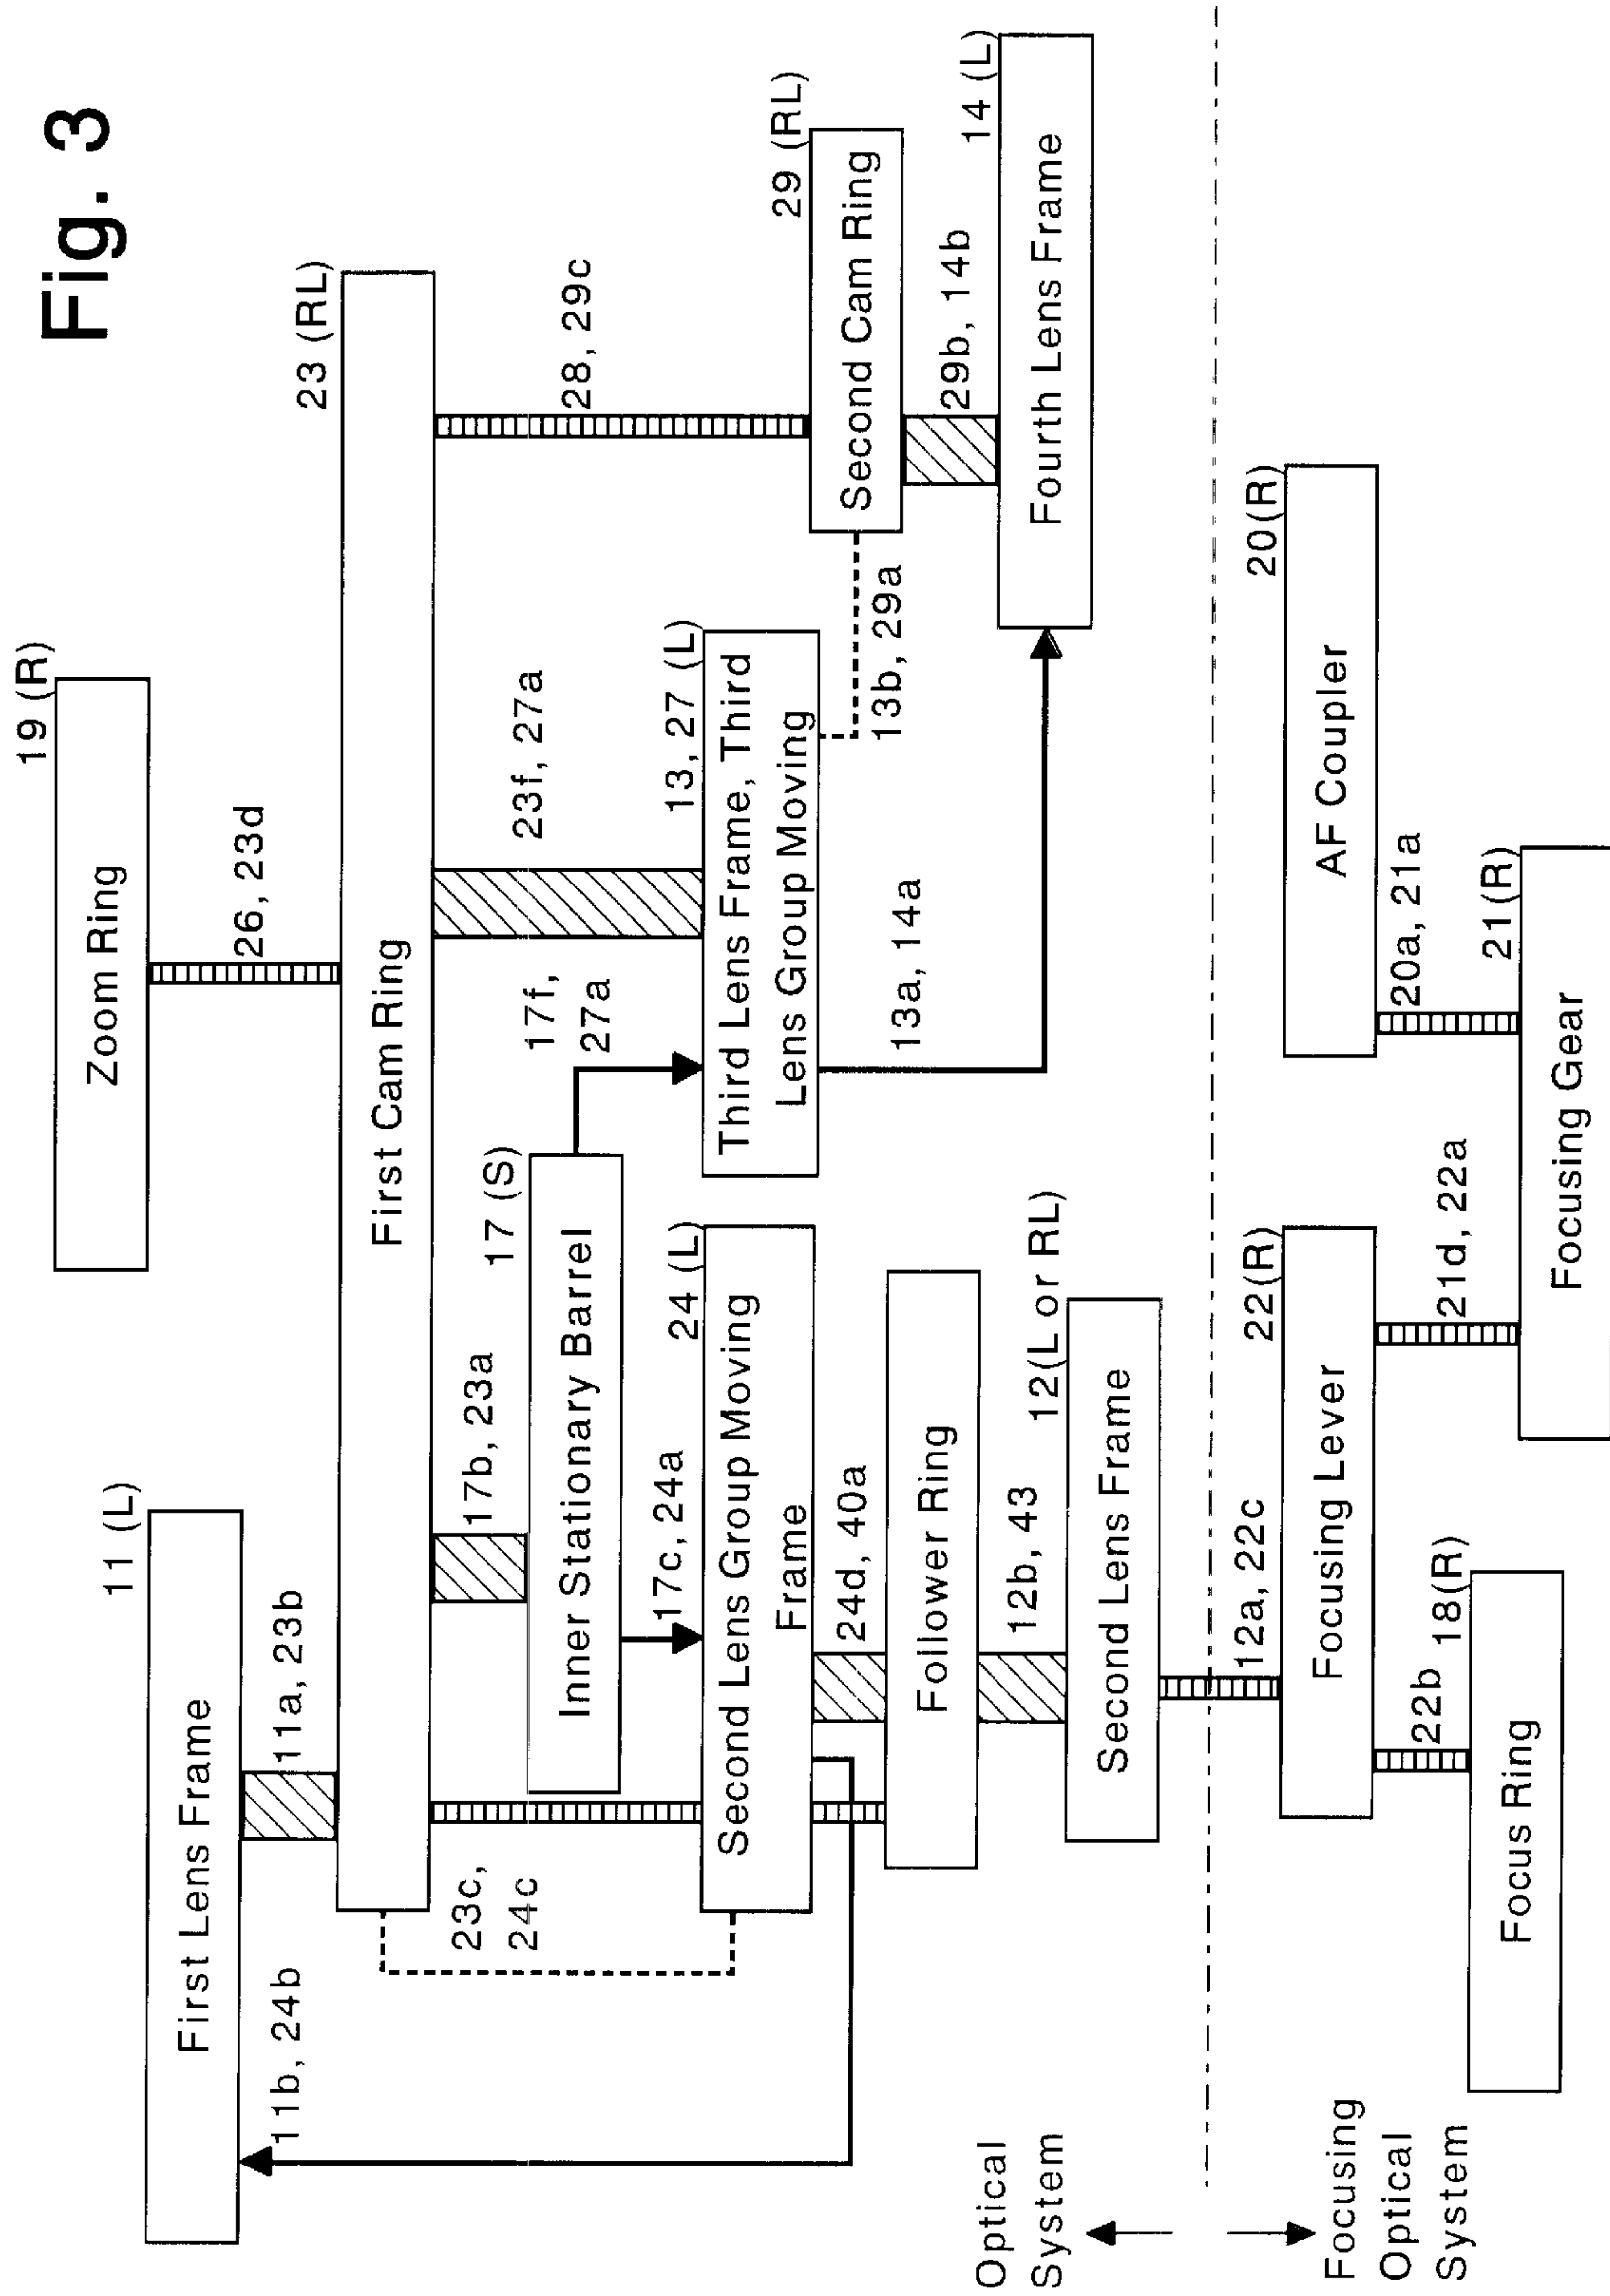 Fig. 3
19 (R)
Zoom Ring
26, 23d
11 (L)
First Lens Frame
11a, 23b
11b, 24b
23 (RL)
First Cam Ring
23c,
24c
17b, 23a
17 (S)
Inner Stationary Barrel
17f,
27a
23f, 27a
28, 29c
17c, 24a
24 (L)
Second Lens Group Moving
Frame
13, 27 (L)
Third Lens Frame, Third
Lens Group Moving
29 (RL)
Second Cam Ring
13b, 29a
24d, 40a
Follower Ring
13a, 14a
29b, 14b
14 (L)
Fourth Lens Frame
12b, 43
12(L or RL)
Second Lens Frame
Optical
System
12a, 22c
22(R)
Focusing Lever
20(R)
AF Coupler
Focusing
Optical
System
22b
18(R)
Focus Ring
21d, 22a
20a, 21a
21(R)
Focusing Gear